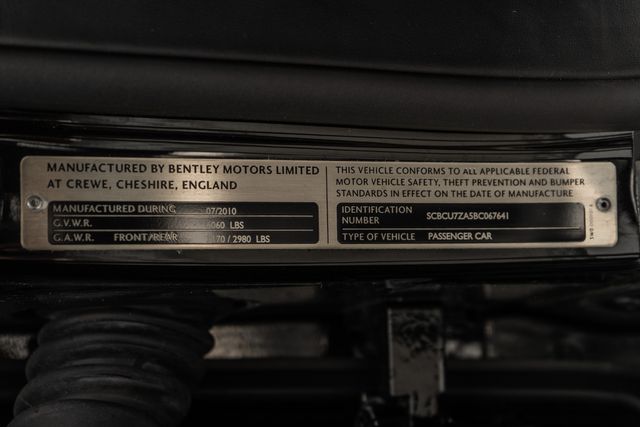 MANUFACTURED BY BENTLEY MOTORS LIMITED
AT CREWE, CHESHIRE, ENGLAND
MANUFACTURED DURING 07/2010
G.V.W.R. 6060 LBS
G.A.W.R. FRONT/REAR 170 / 2980 LBS
THIS VEHICLE CONFORMS TO ALL APPLICABLE FEDERAL
MOTOR VEHICLE SAFETY, THEFT PREVENTION AND BUMPER
STANDARDS IN EFFECT ON THE DATE OF MANUFACTURE
IDENTIFICATION
NUMBER SCBCU7ZA5BC067641
TYPE OF VEHICLE PASSENGER CAR